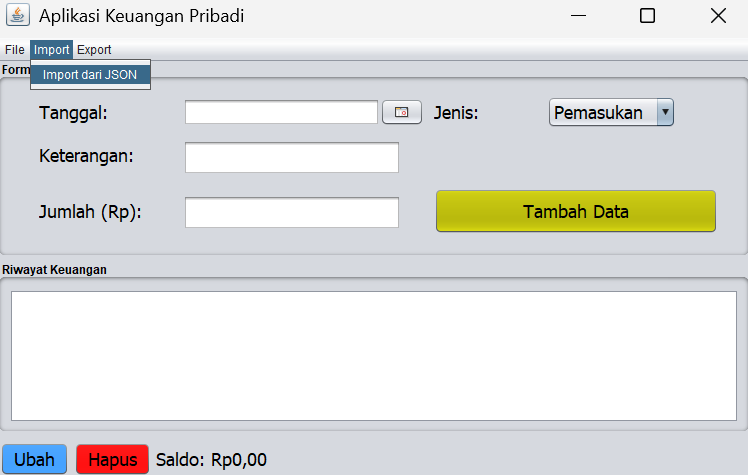 Aplikasi Keuangan Pribadi
File Import Export
Form
Import dari JSON
Tanggal: Jenis: Pemasukan
Keterangan:
Jumlah (Rp): Tambah Data
Riwayat Keuangan
Ubah Hapus Saldo: Rp0,00